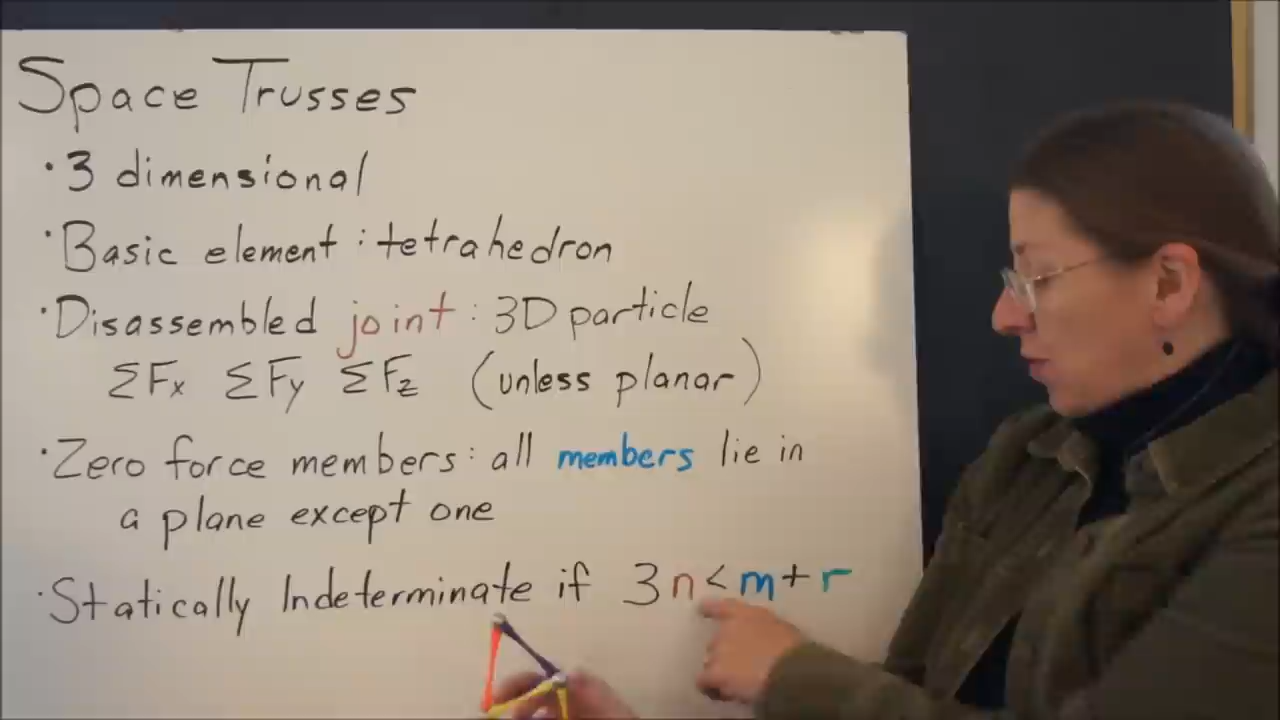 Space Trusses
• 3 dimensional
• Basic element : tetrahedron
• Disassembled joint : 3D particle
ΣFx ΣFy ΣFz (unless planar)
• Zero force members : all members lie in
a plane except one
• Statically Indeterminate if 3n < m + r